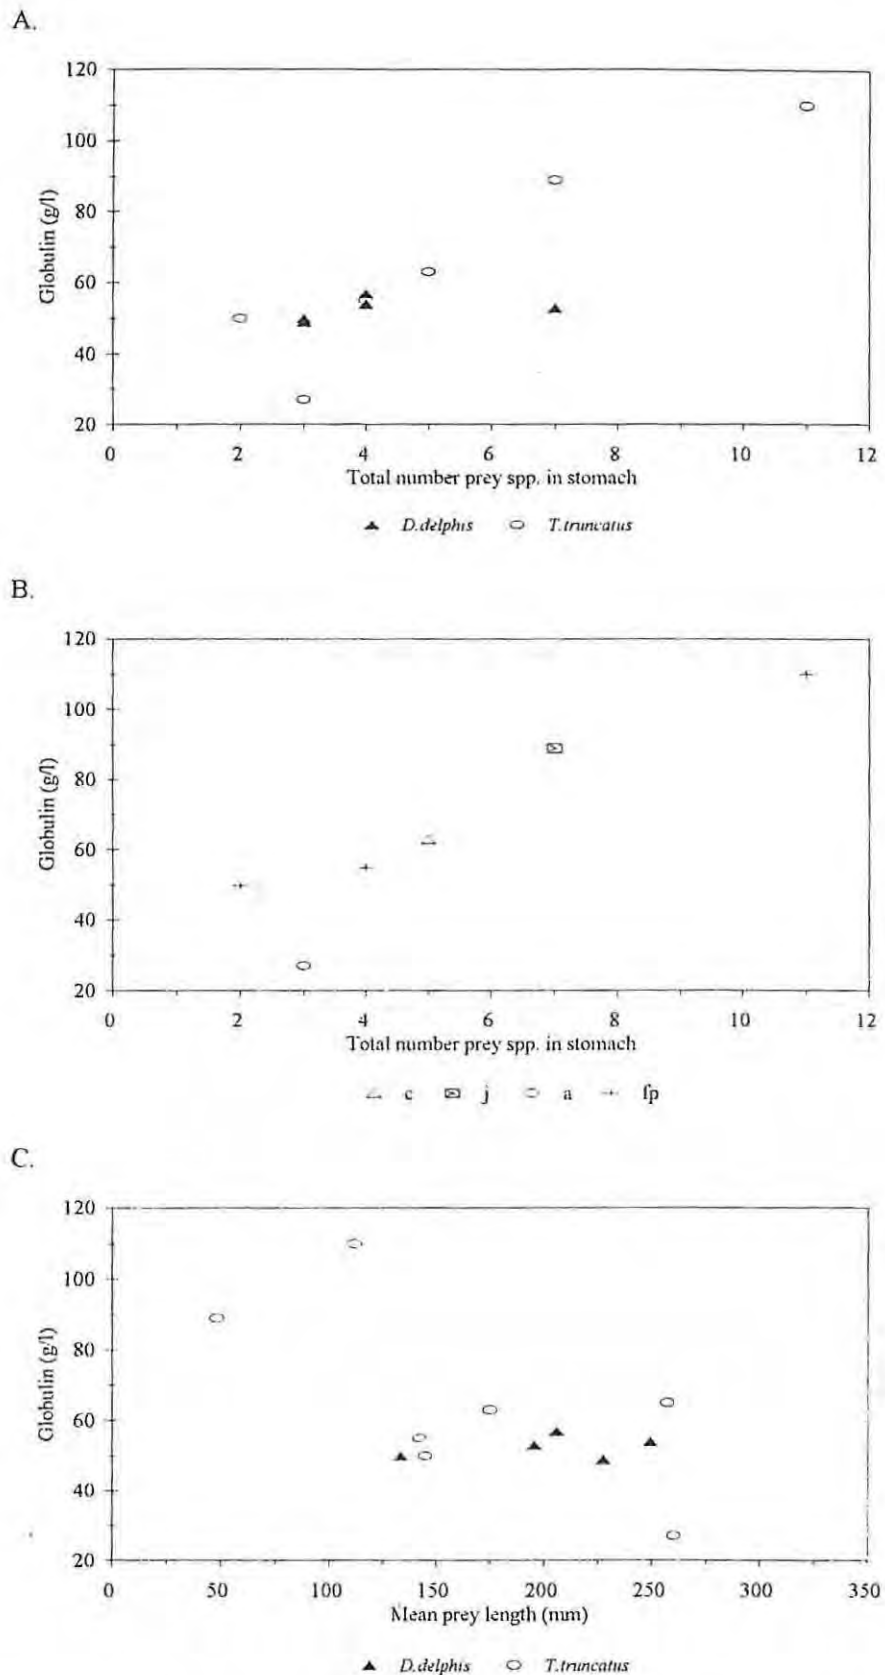 A.
120
100
80
60
40
20
Globulin (g/l)
0 2 4 6 8 10 12
Total number prey spp. in stomach
D.delphis T.truncatus
B.
120
100
80
60
40
20
Globulin (g/l)
0 2 4 6 8 10 12
Total number prey spp. in stomach
c j a fp
C.
120
100
80
60
40
20
Globulin (g/l)
0 50 100 150 200 250 300 350
Mean prey length (mm)
D.delphis T.truncatus